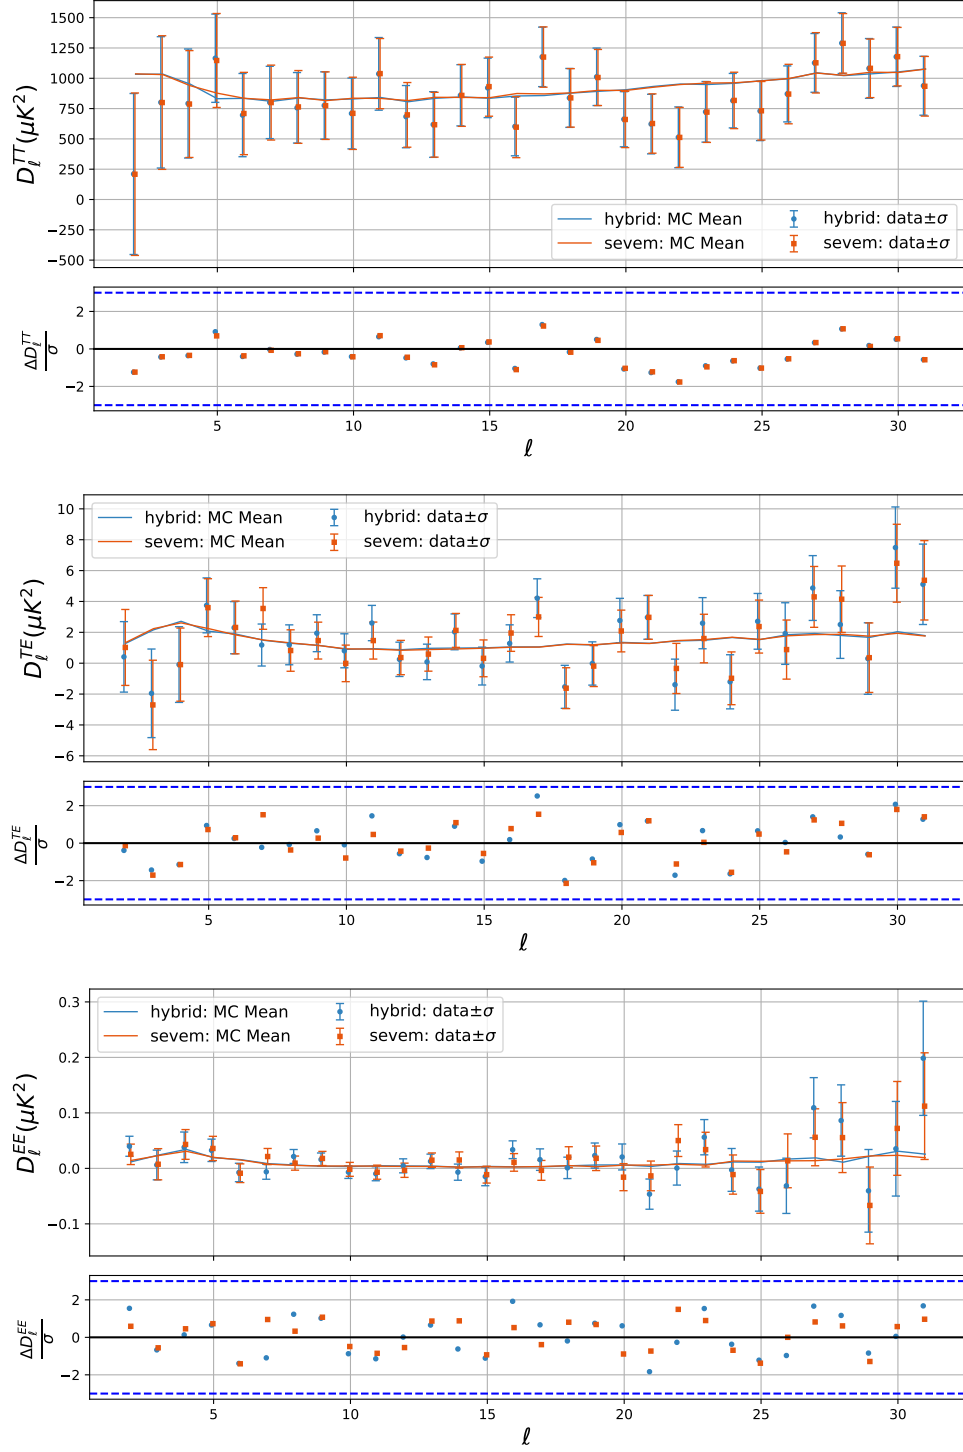 1500
1250
1000
750
500
250
0
−250
−500
D_ℓ^{TT}(μK²)
hybrid: MC Mean
sevem: MC Mean
hybrid: data±σ
sevem: data±σ
2
0
−2
ΔD_ℓ^{TT}/σ
5 10 15 20 25 30
ℓ
10
8
6
4
2
0
−2
−4
−6
D_ℓ^{TE}(μK²)
hybrid: MC Mean
sevem: MC Mean
hybrid: data±σ
sevem: data±σ
2
0
−2
ΔD_ℓ^{TE}/σ
5 10 15 20 25 30
ℓ
0.3
0.2
0.1
0.0
−0.1
D_ℓ^{EE}(μK²)
hybrid: MC Mean
sevem: MC Mean
hybrid: data±σ
sevem: data±σ
2
0
−2
ΔD_ℓ^{EE}/σ
5 10 15 20 25 30
ℓ